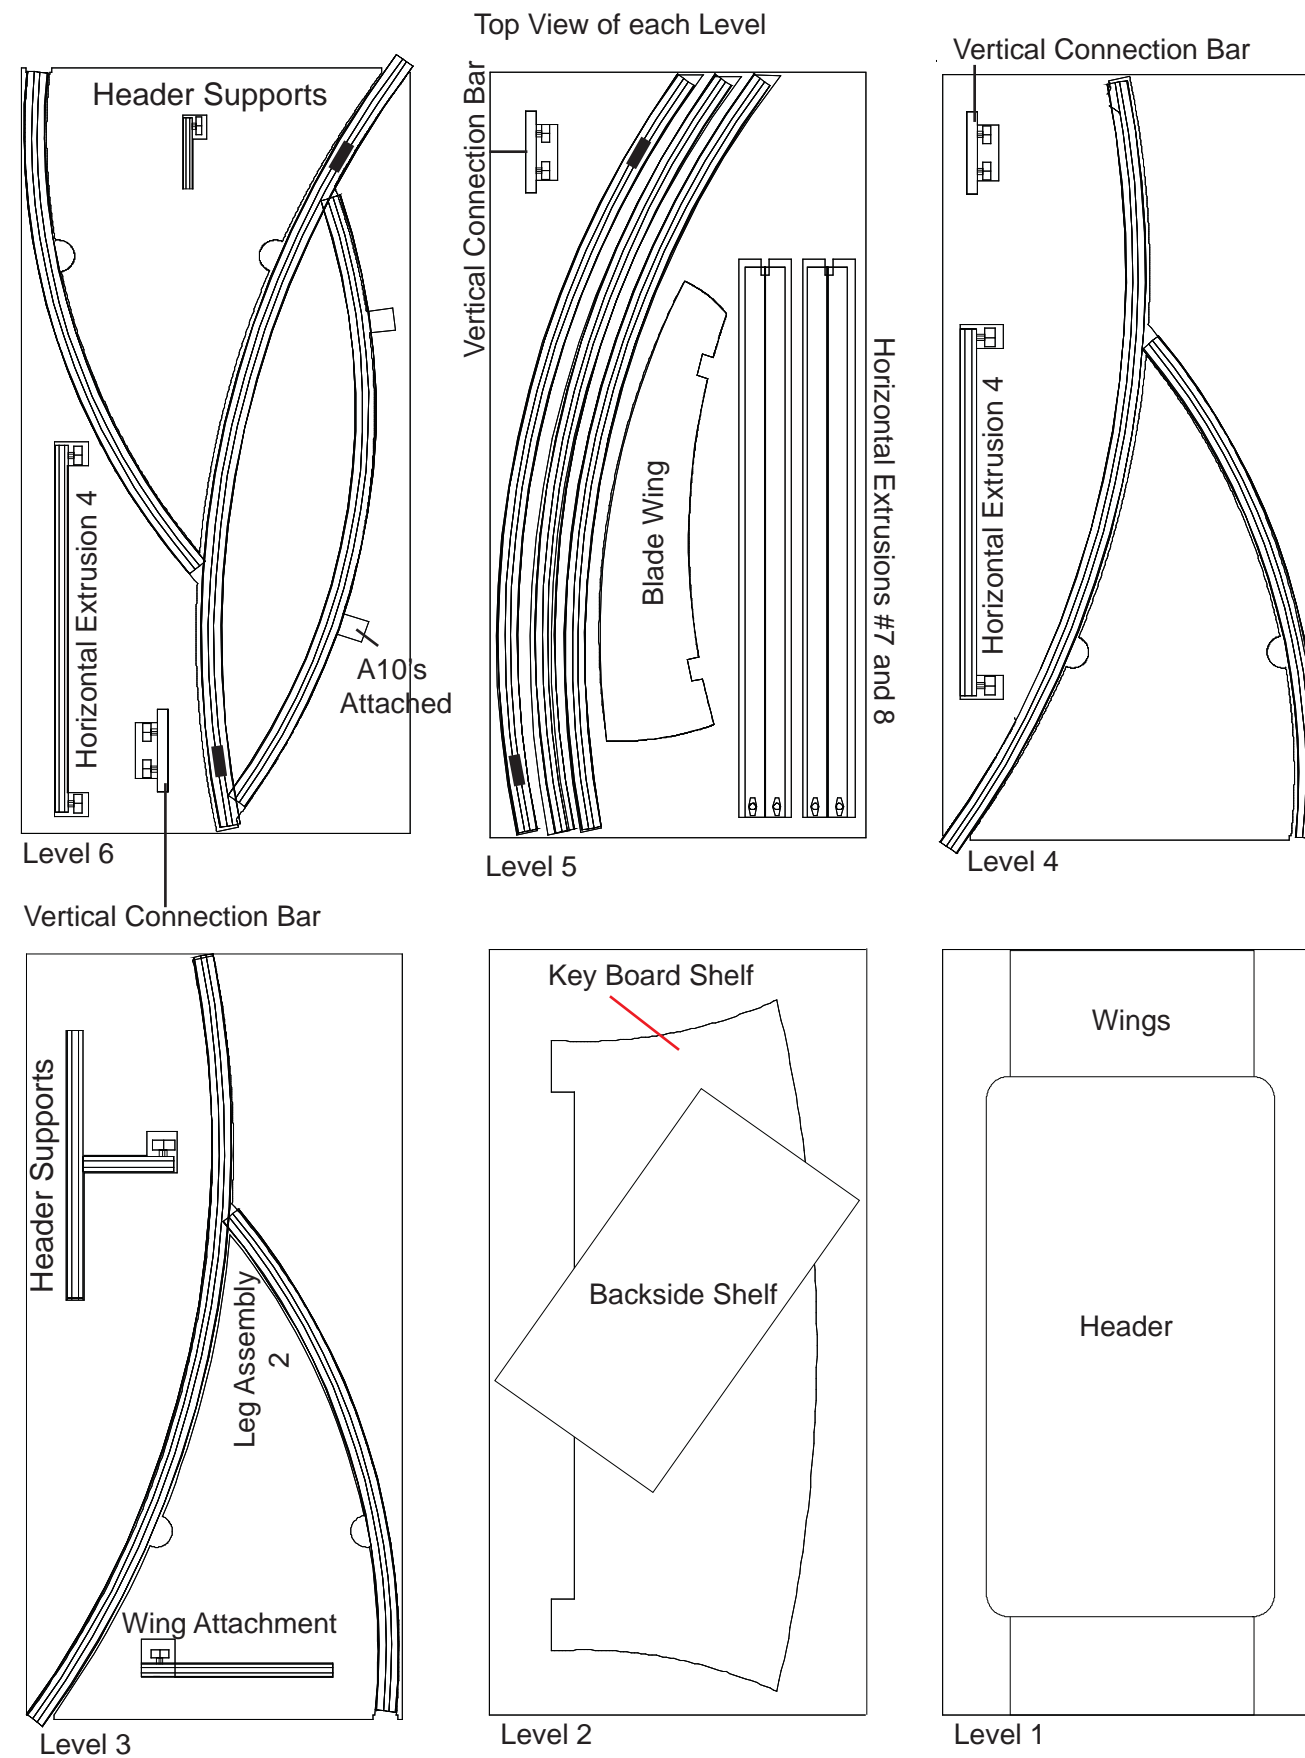 Top View of each Level
Header Supports
Horizontal Extrusion 4
A10's
Attached
Level 6
Vertical Connection Bar
Vertical Connection Bar
Blade Wing
Horizontal Extrusions #7 and 8
Level 5
Vertical Connection Bar
Horizontal Extrusion 4
Level 4
Header Supports
Leg Assembly
2
Wing Attachment
Level 3
Key Board Shelf
Backside Shelf
Level 2
Wings
Header
Level 1